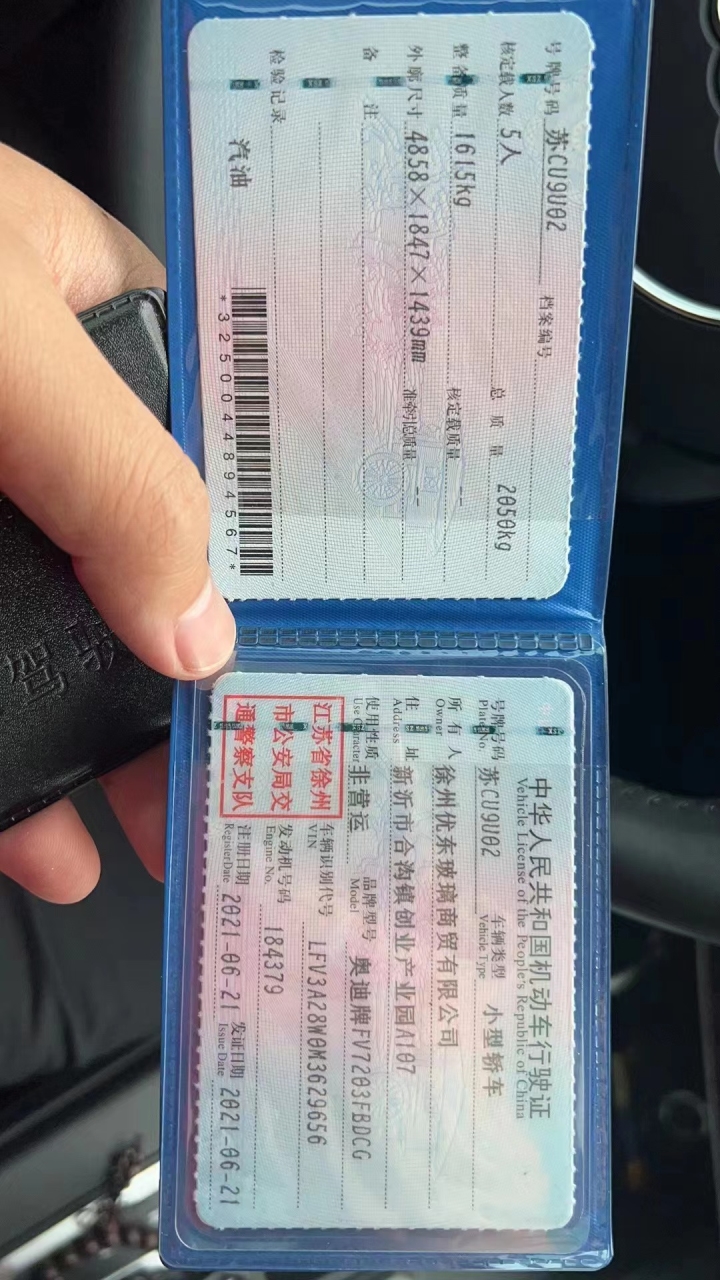 号牌号码 苏CU9U02 档案编号
核定载人数 5人 总质量 2050kg
整备质量 1615kg 核定载质量 --
外廓尺寸 4858×1847×1439mm 准牵引总质量 --
备注
检验记录
汽油
*3250044894567*
中华人民共和国机动车行驶证
Vehicle License of the People's Republic of China
号牌号码 苏CU9U02 车辆类型 小型轿车
Plate No. Vehicle Type
所有人 徐州优东玻璃商贸有限公司
Owner
住址 新沂市合沟镇创业产业园A107
Address
使用性质 非营运 品牌型号 奥迪牌FV7203FBDCG
Use Character Model
江苏省徐州
市公安局交
通警察支队
车辆识别代号 LFV3A28W0M3629656
VIN
发动机号码 184379
Engine No.
注册日期 2021-06-21 发证日期 2021-06-21
Register Date Issue Date
驾